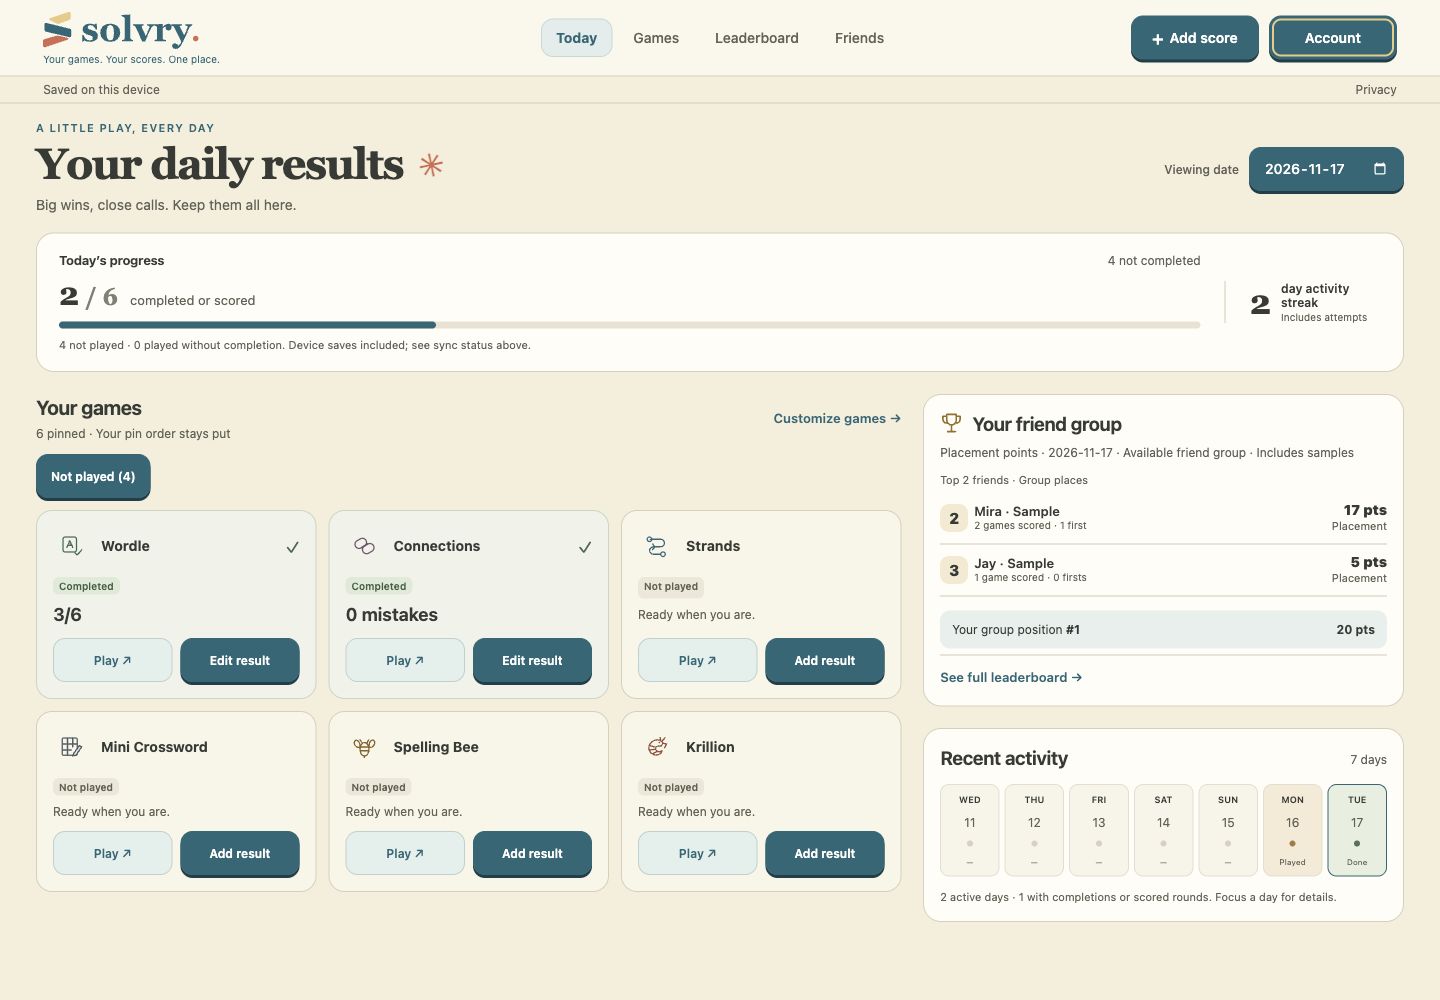 solvry.
Your games. Your scores. One place.
Today
Games
Leaderboard
Friends
+ Add score
Account
Saved on this device
Privacy
A LITTLE PLAY, EVERY DAY
Your daily results
Big wins, close calls. Keep them all here.
Viewing date
2026-11-17
Today's progress
4 not completed
2 / 6 completed or scored
2
day activity
streak
Includes attempts
4 not played · 0 played without completion. Device saves included; see sync status above.
Your games
6 pinned · Your pin order stays put
Customize games →
Not played (4)
Wordle
Completed
3/6
Play ↗
Edit result
Connections
Completed
0 mistakes
Play ↗
Edit result
Strands
Not played
Ready when you are.
Play ↗
Add result
Mini Crossword
Not played
Ready when you are.
Play ↗
Add result
Spelling Bee
Not played
Ready when you are.
Play ↗
Add result
Krillion
Not played
Ready when you are.
Play ↗
Add result
Your friend group
Placement points · 2026-11-17 · Available friend group · Includes samples
Top 2 friends · Group places
2
Mira · Sample
2 games scored · 1 first
17 pts
Placement
3
Jay · Sample
1 game scored · 0 firsts
5 pts
Placement
Your group position #1
20 pts
See full leaderboard →
Recent activity
7 days
WED
11
–
THU
12
–
FRI
13
–
SAT
14
–
SUN
15
–
MON
16
Played
TUE
17
Done
2 active days · 1 with completions or scored rounds. Focus a day for details.